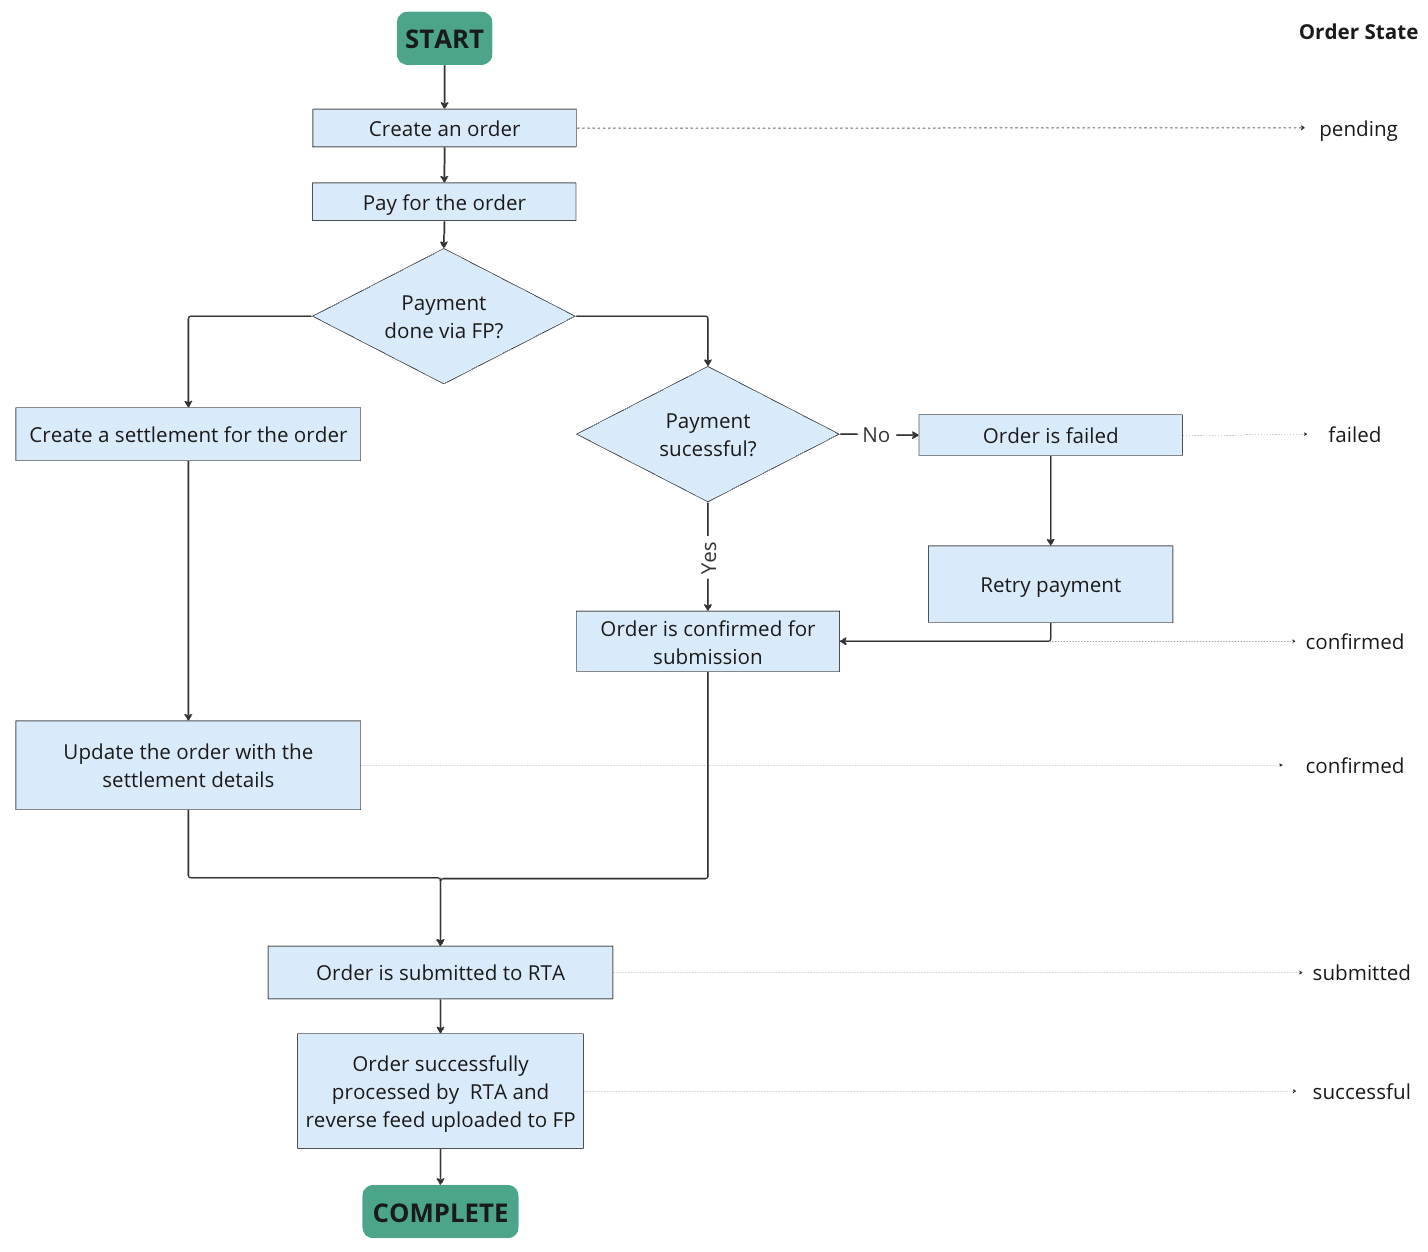 START
Order State
Create an order
pending
Pay for the order
Payment
done via FP?
Create a settlement for the order
Payment
sucessful?
No
Order is failed
failed
Yes
Retry payment
Order is confirmed for
submission
confirmed
Update the order with the
settlement details
confirmed
Order is submitted to RTA
submitted
Order successfully
processed by  RTA and
reverse feed uploaded to FP
successful
COMPLETE